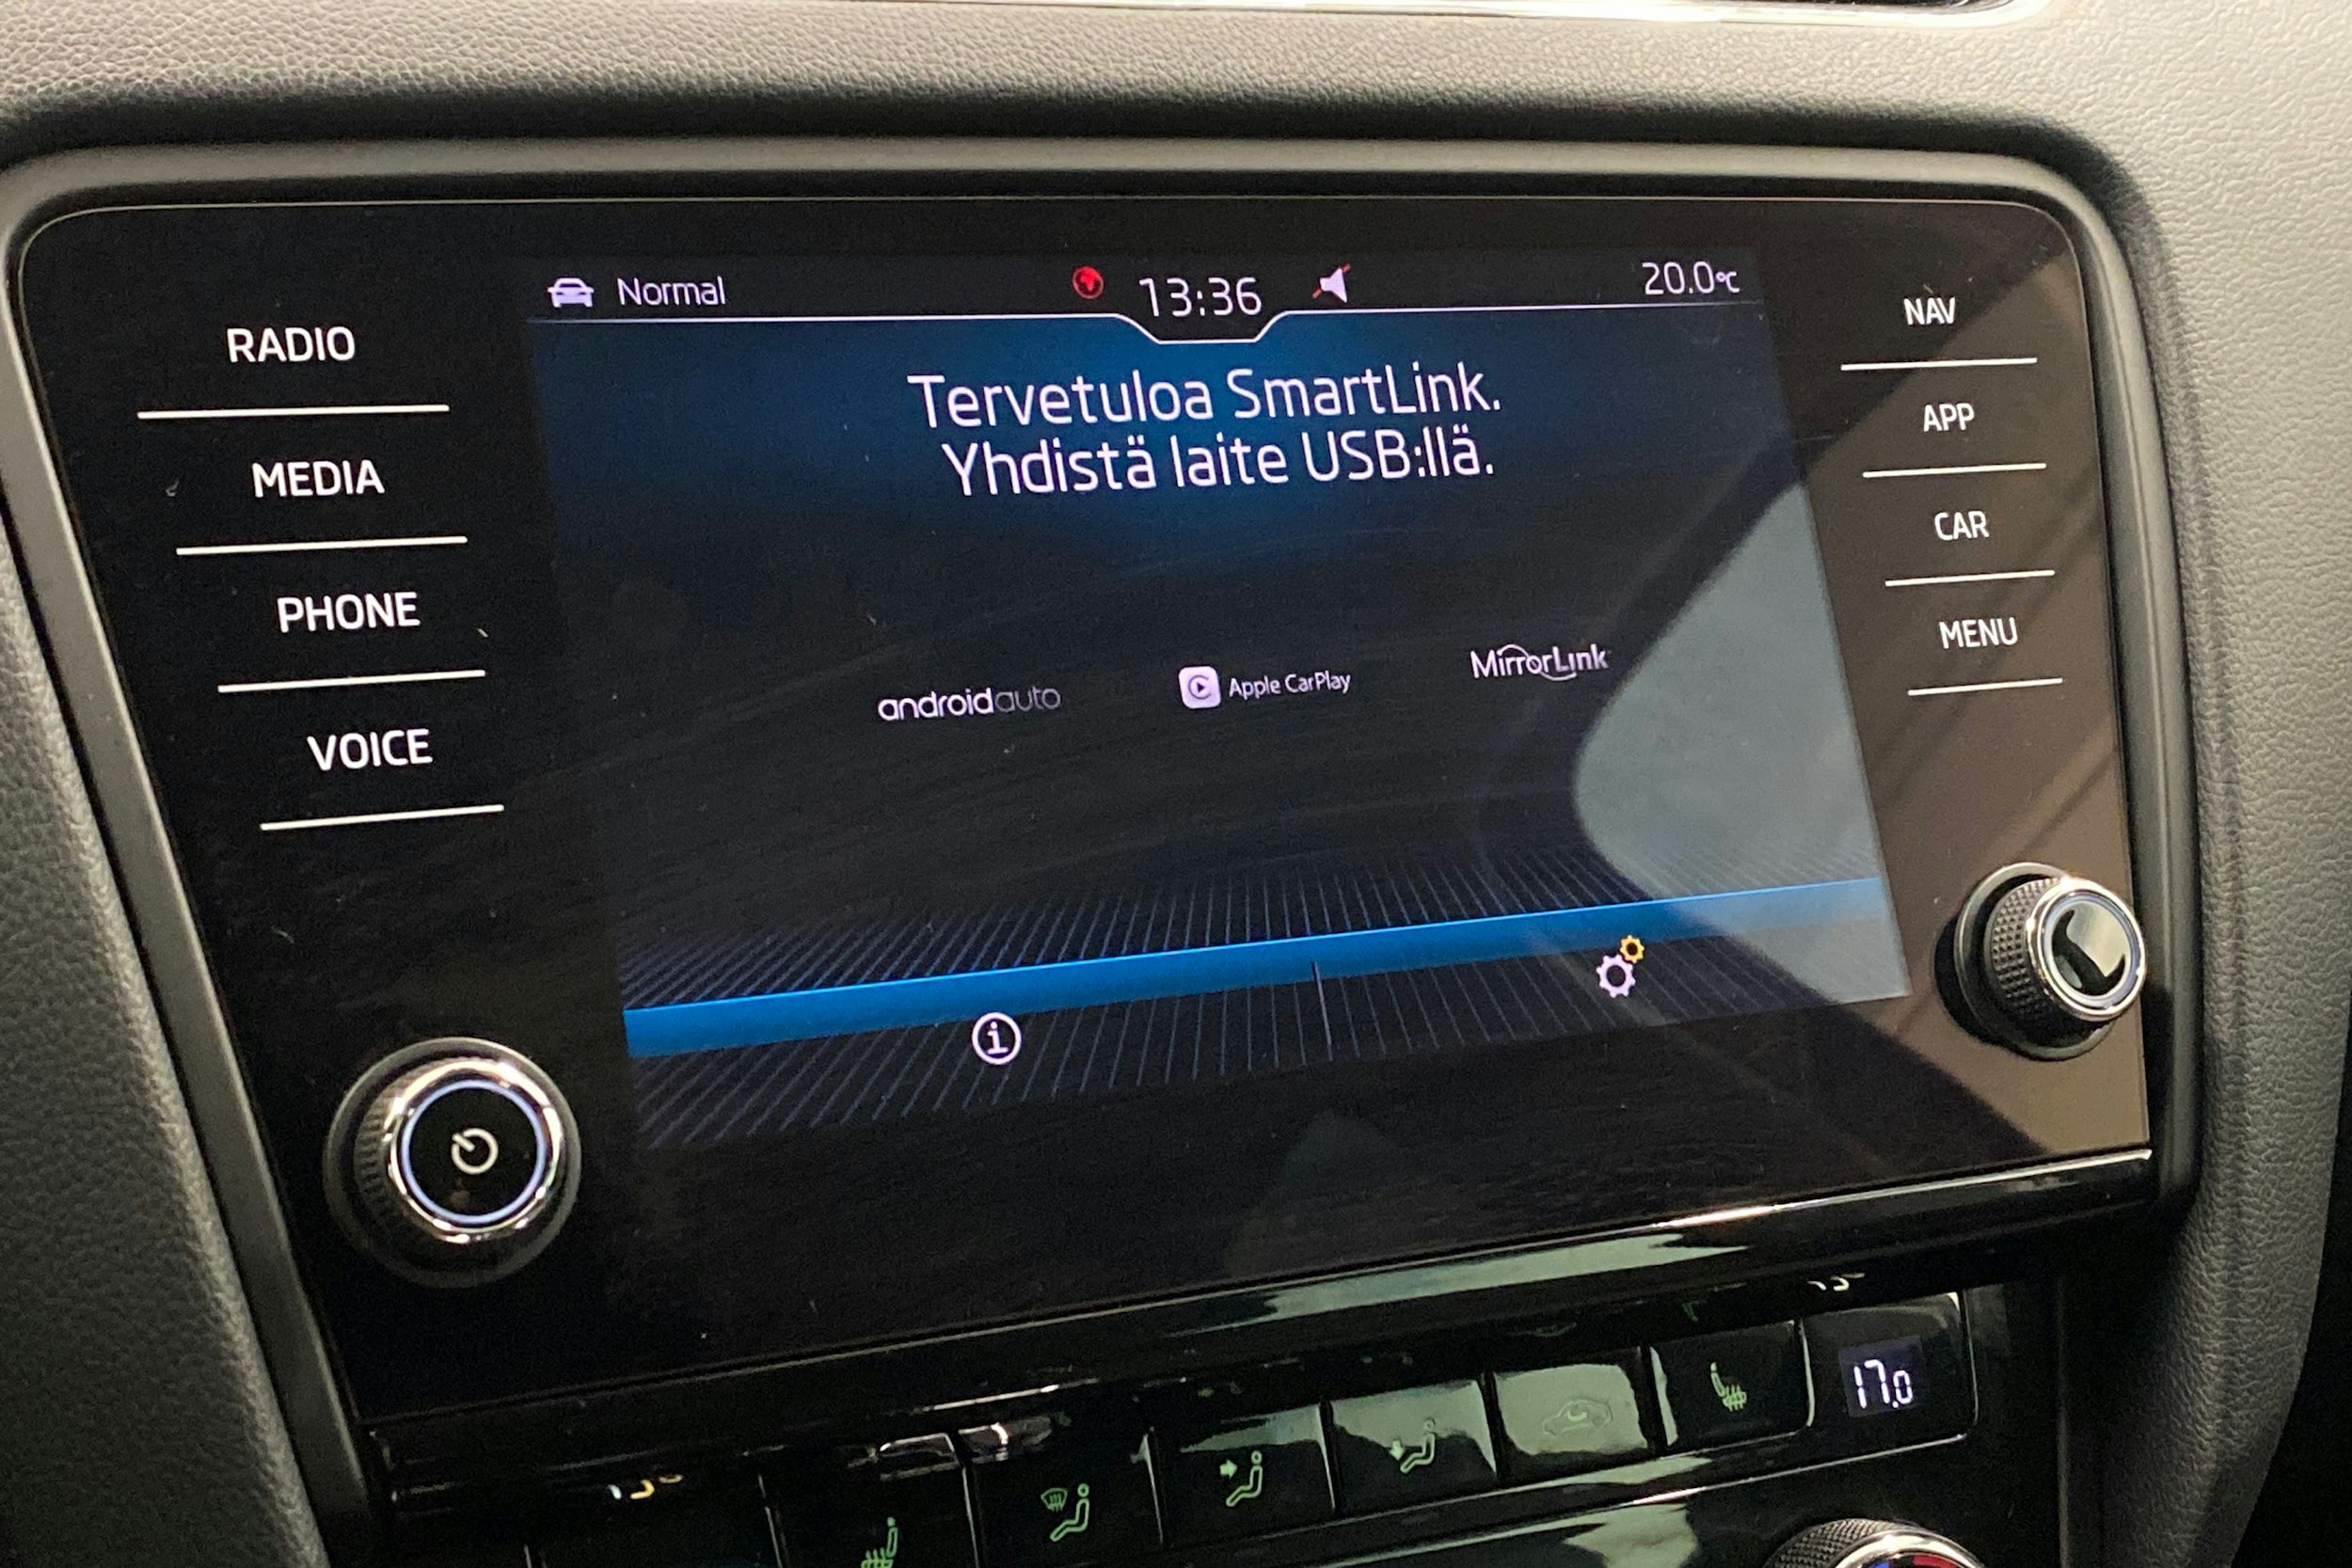 Normal
13:36
20.0°C
RADIO
MEDIA
PHONE
VOICE
Tervetuloa SmartLink.
Yhdistä laite USB:llä.
androidauto
Apple CarPlay
MirrorLink
NAV
APP
CAR
MENU
17.0